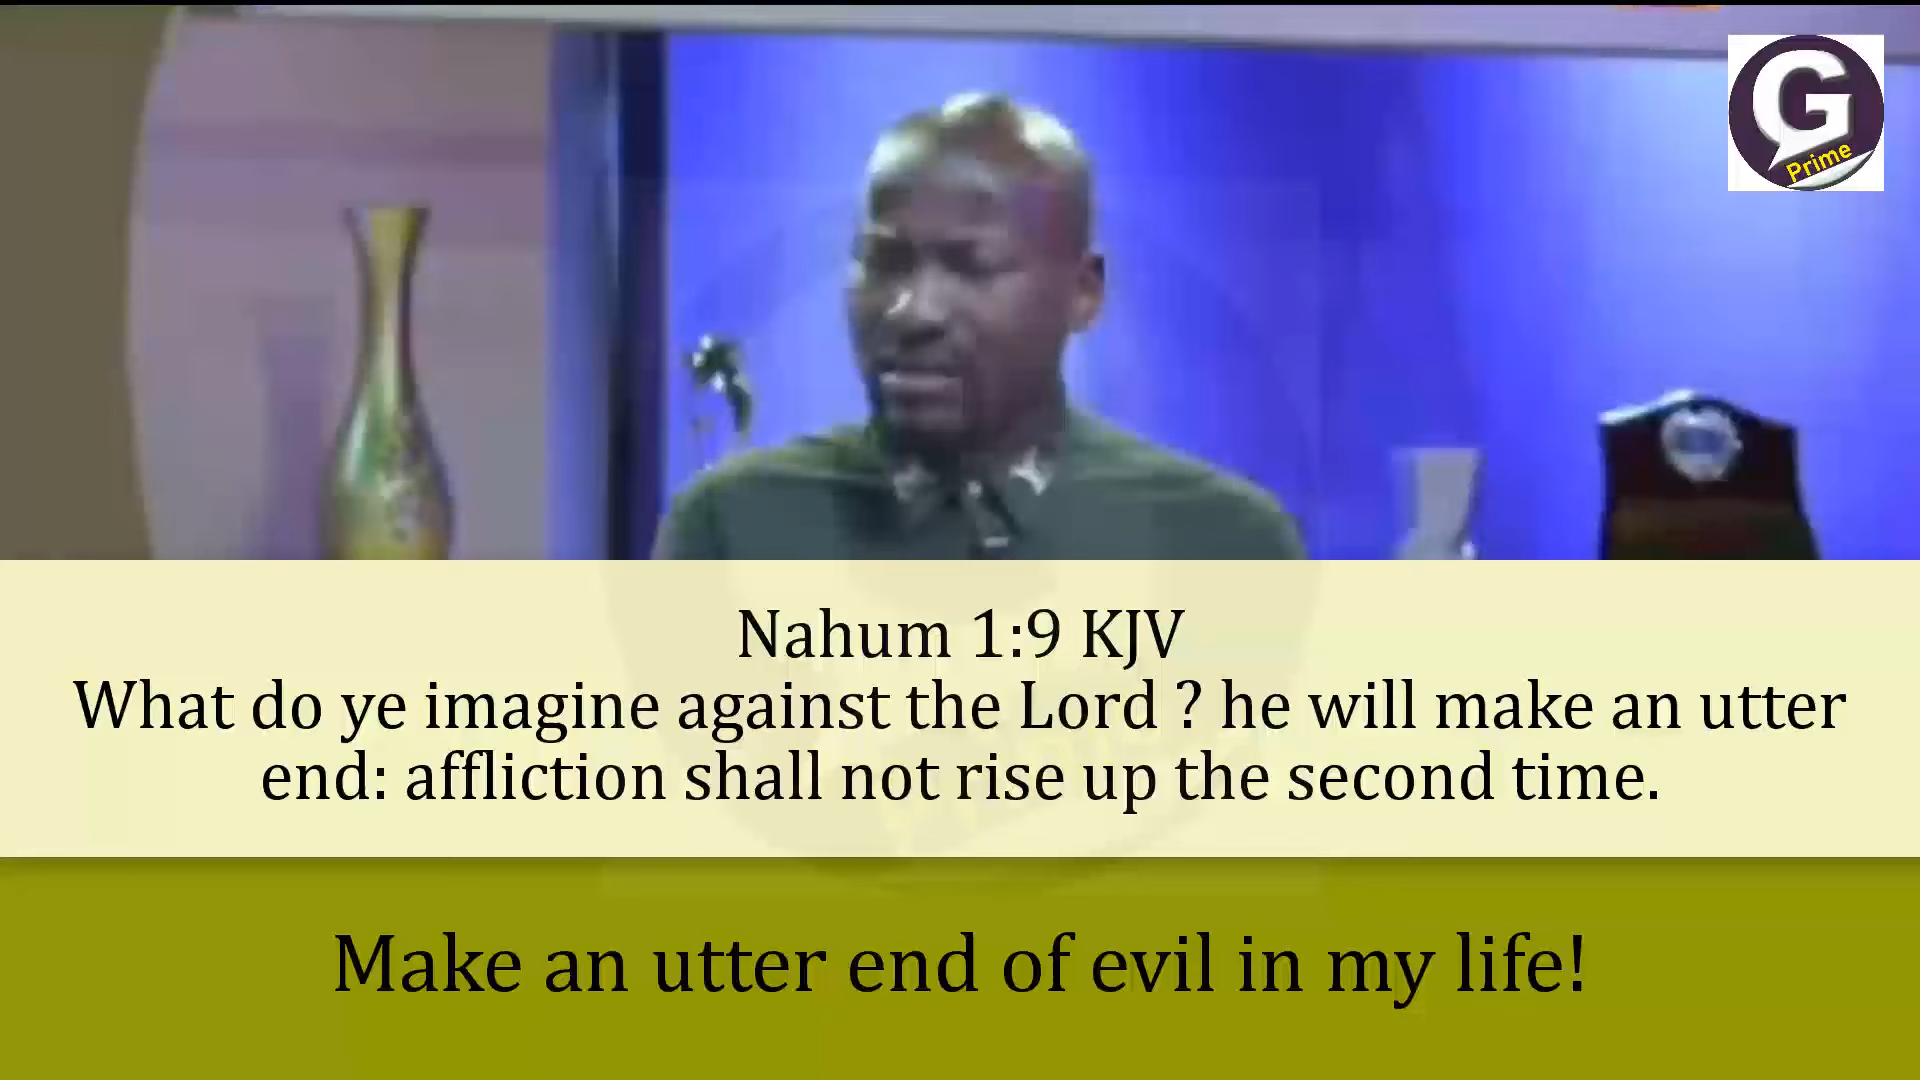 G
Prime
Nahum 1:9 KJV
What do ye imagine against the Lord ? he will make an utter
end: affliction shall not rise up the second time.
Make an utter end of evil in my life!